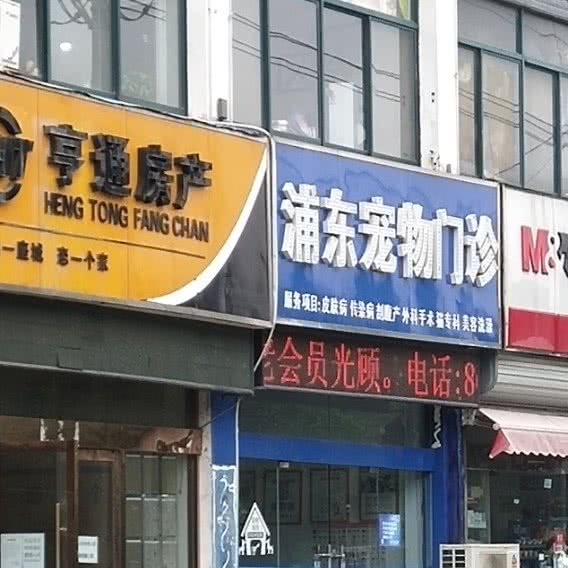 亨通房产
HENG TONG FANG CHAN
一座城 恋一个家
浦东宠物门诊
服务项目:皮肤病 传染病 剖腹产 外科手术 猫专科 美容洗澡
会员光顾。电话:8
M&